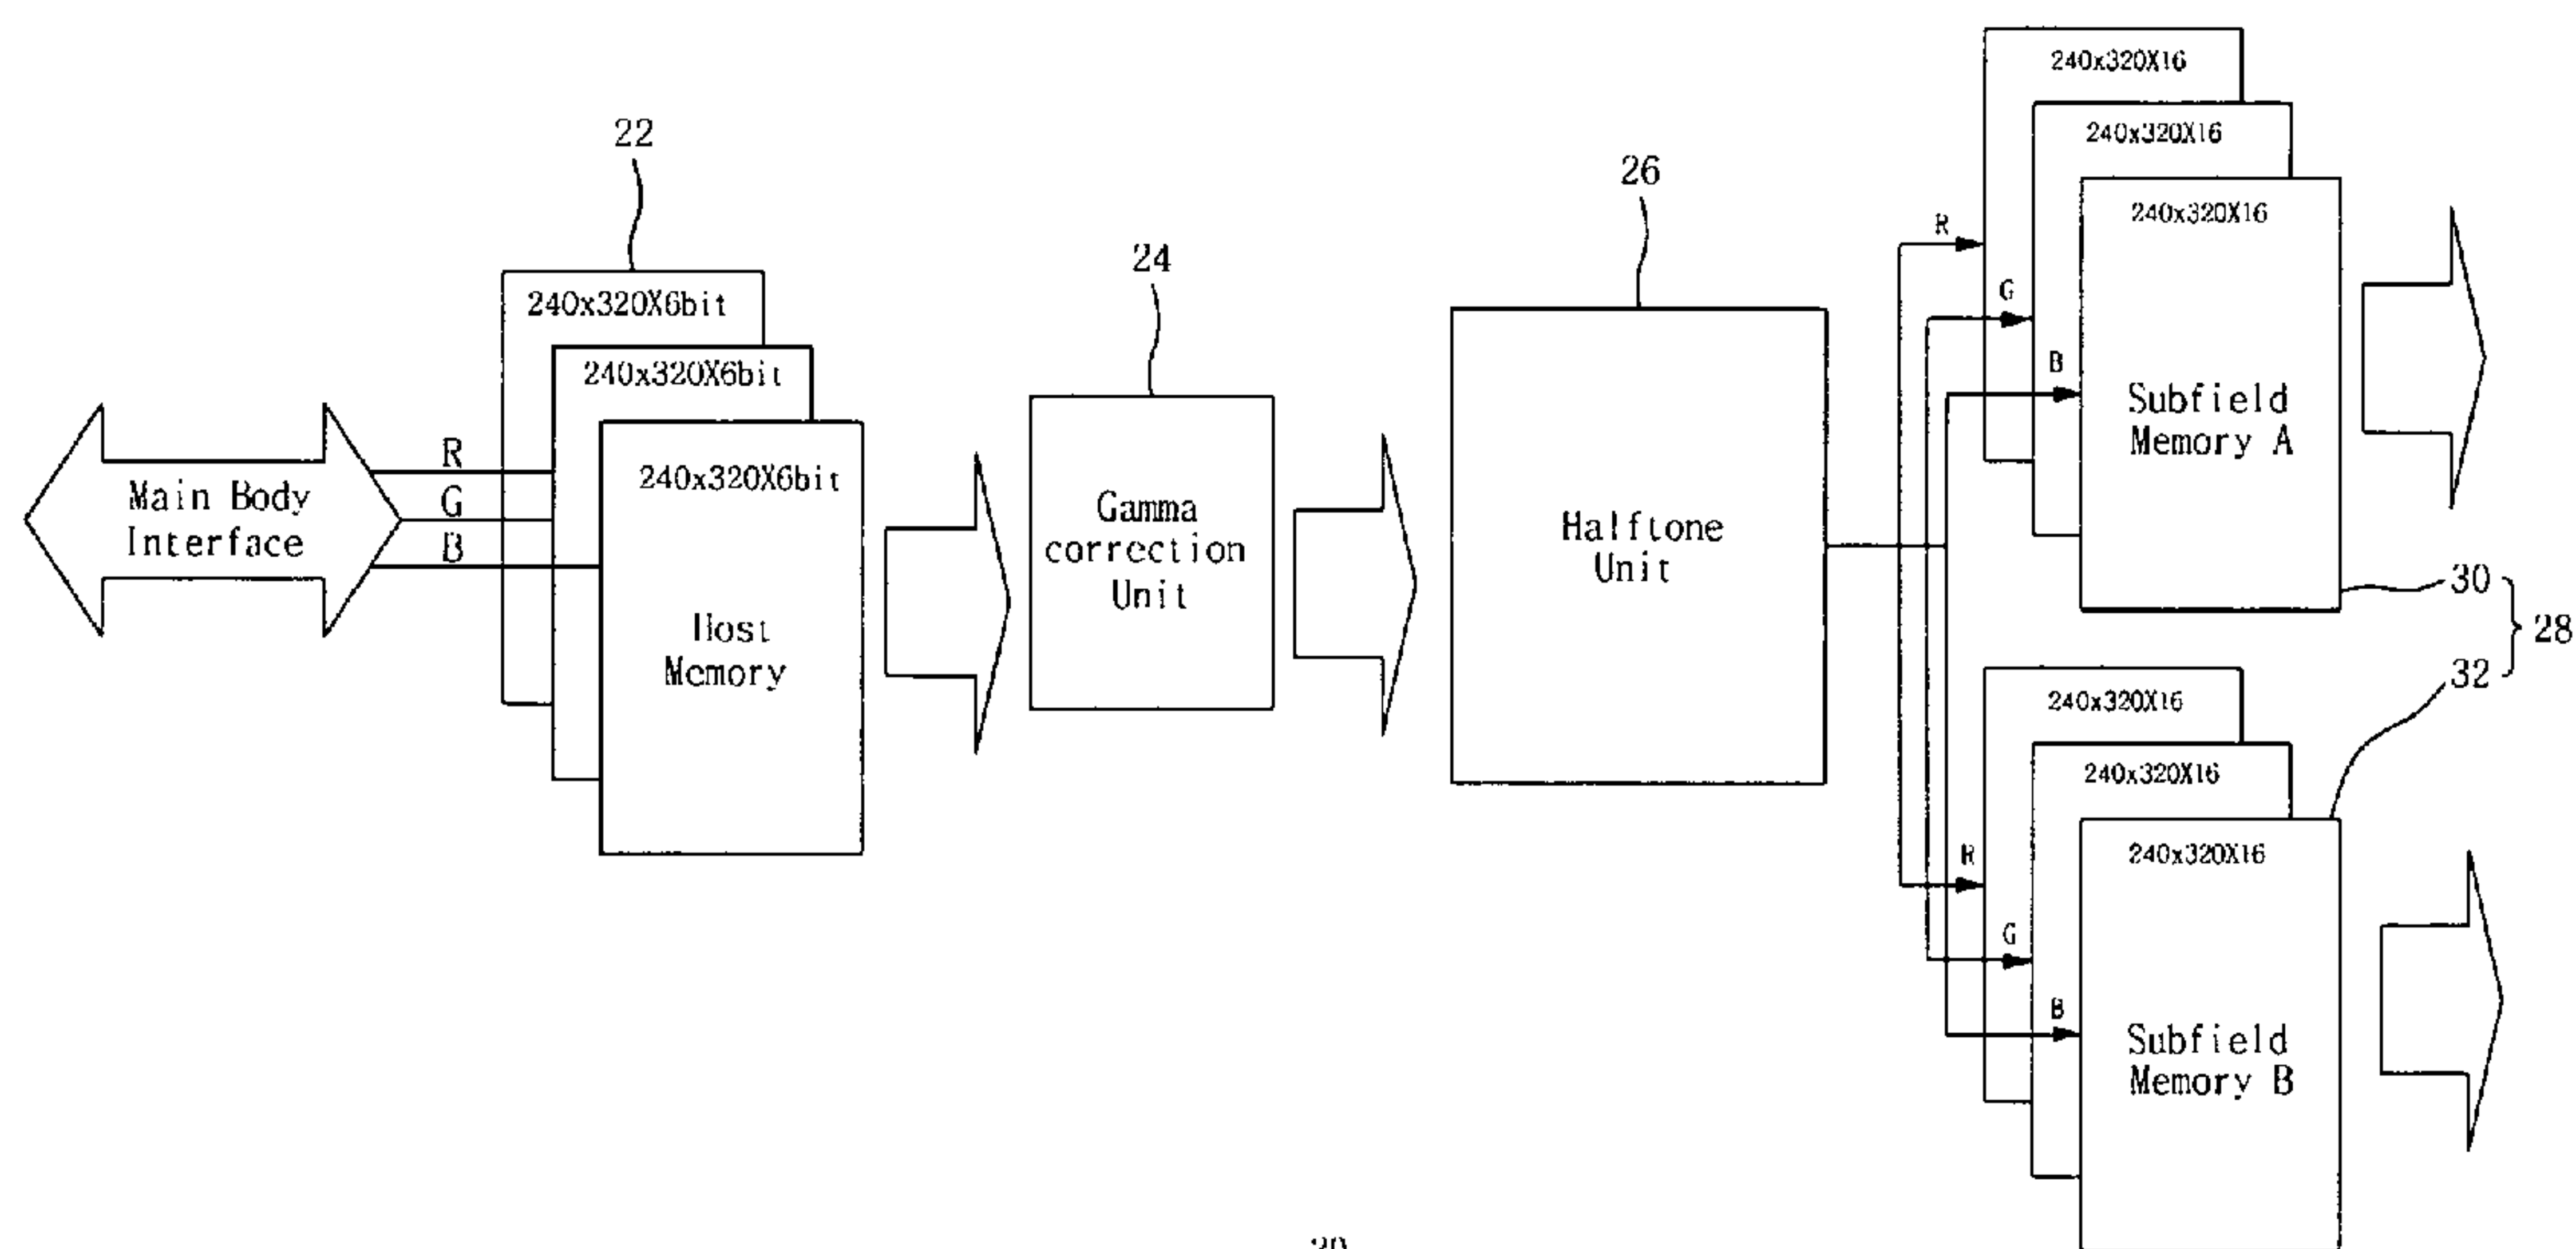 22
240x320X6bit
240x320X6bit
240x320X6bit
Host
Memory
Main Body
Interface
R
G
B
24
Gamma
correction
Unit
26
Halftone
Unit
R
G
B
240x320X16
240x320X16
240x320X16
Subfield
Memory A
30
28
32
R
G
B
240x320X16
240x320X16
240x320X16
Subfield
Memory B